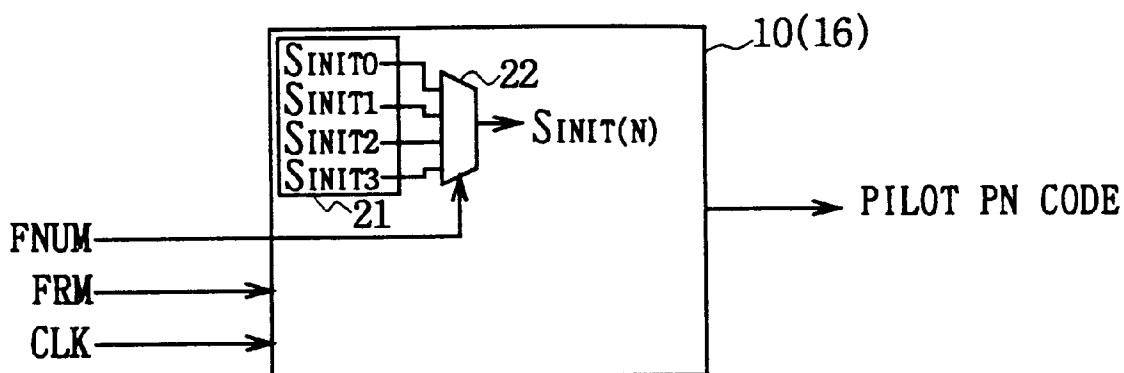 10(16)
SINIT0
SINIT1
SINIT2
SINIT3
22
SINIT(N)
21
PILOT PN CODE
FNUM
FRM
CLK